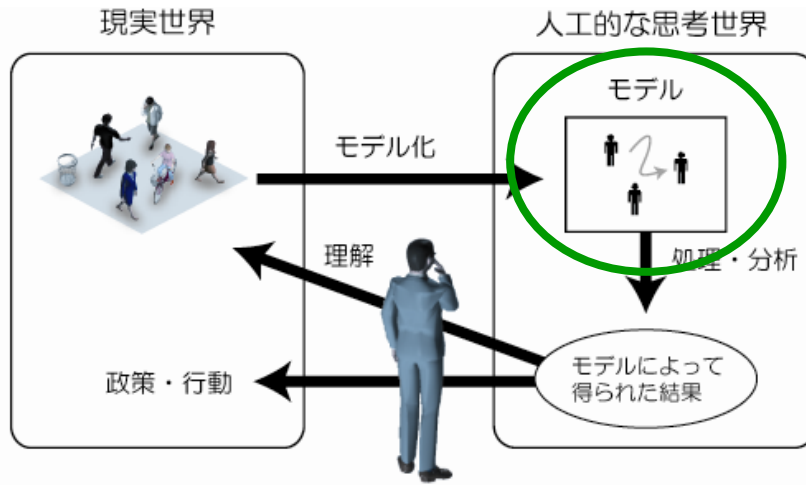 現実世界
人工的な思考世界
モデル
モデル化
理解
処理・分析
政策・行動
モデルによって
得られた結果